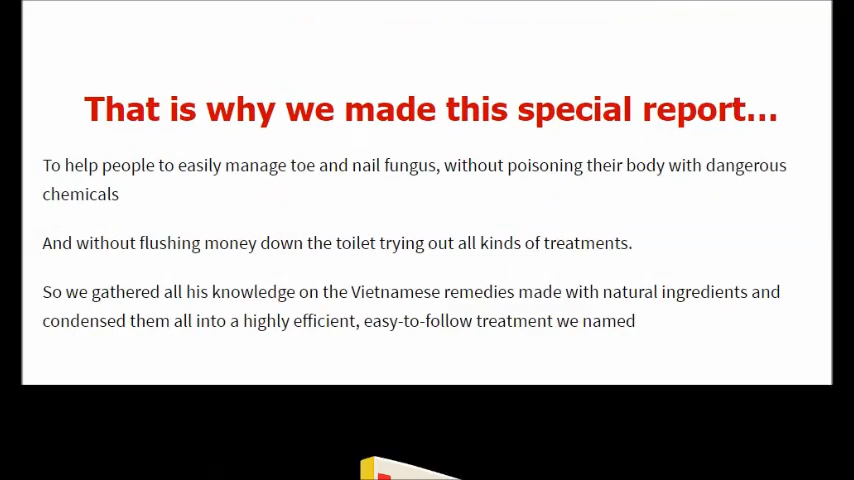 That is why we made this special report...
To help people to easily manage toe and nail fungus, without poisoning their body with dangerous
chemicals
And without flushing money down the toilet trying out all kinds of treatments.
So we gathered all his knowledge on the Vietnamese remedies made with natural ingredients and
condensed them all into a highly efficient, easy-to-follow treatment we named